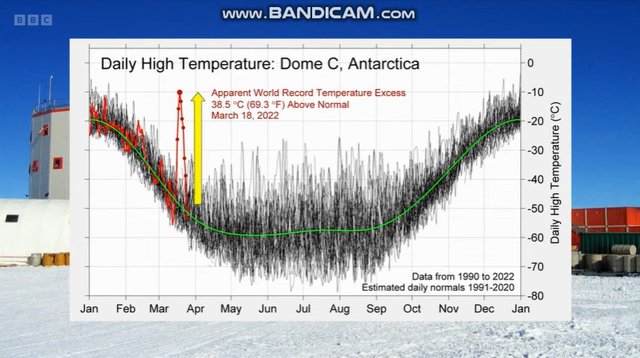 BBC
www.BANDICAM.com
Daily High Temperature: Dome C, Antarctica
Apparent World Record Temperature Excess
38.5 °C (69.3 °F) Above Normal
March 18, 2022
0
-10
-20
-30
-40
-50
-60
-70
-80
Daily High Temperature (°C)
Data from 1990 to 2022
Estimated daily normals 1991-2020
Jan Feb Mar Apr May Jun Jul Aug Sep Oct Nov Dec Jan